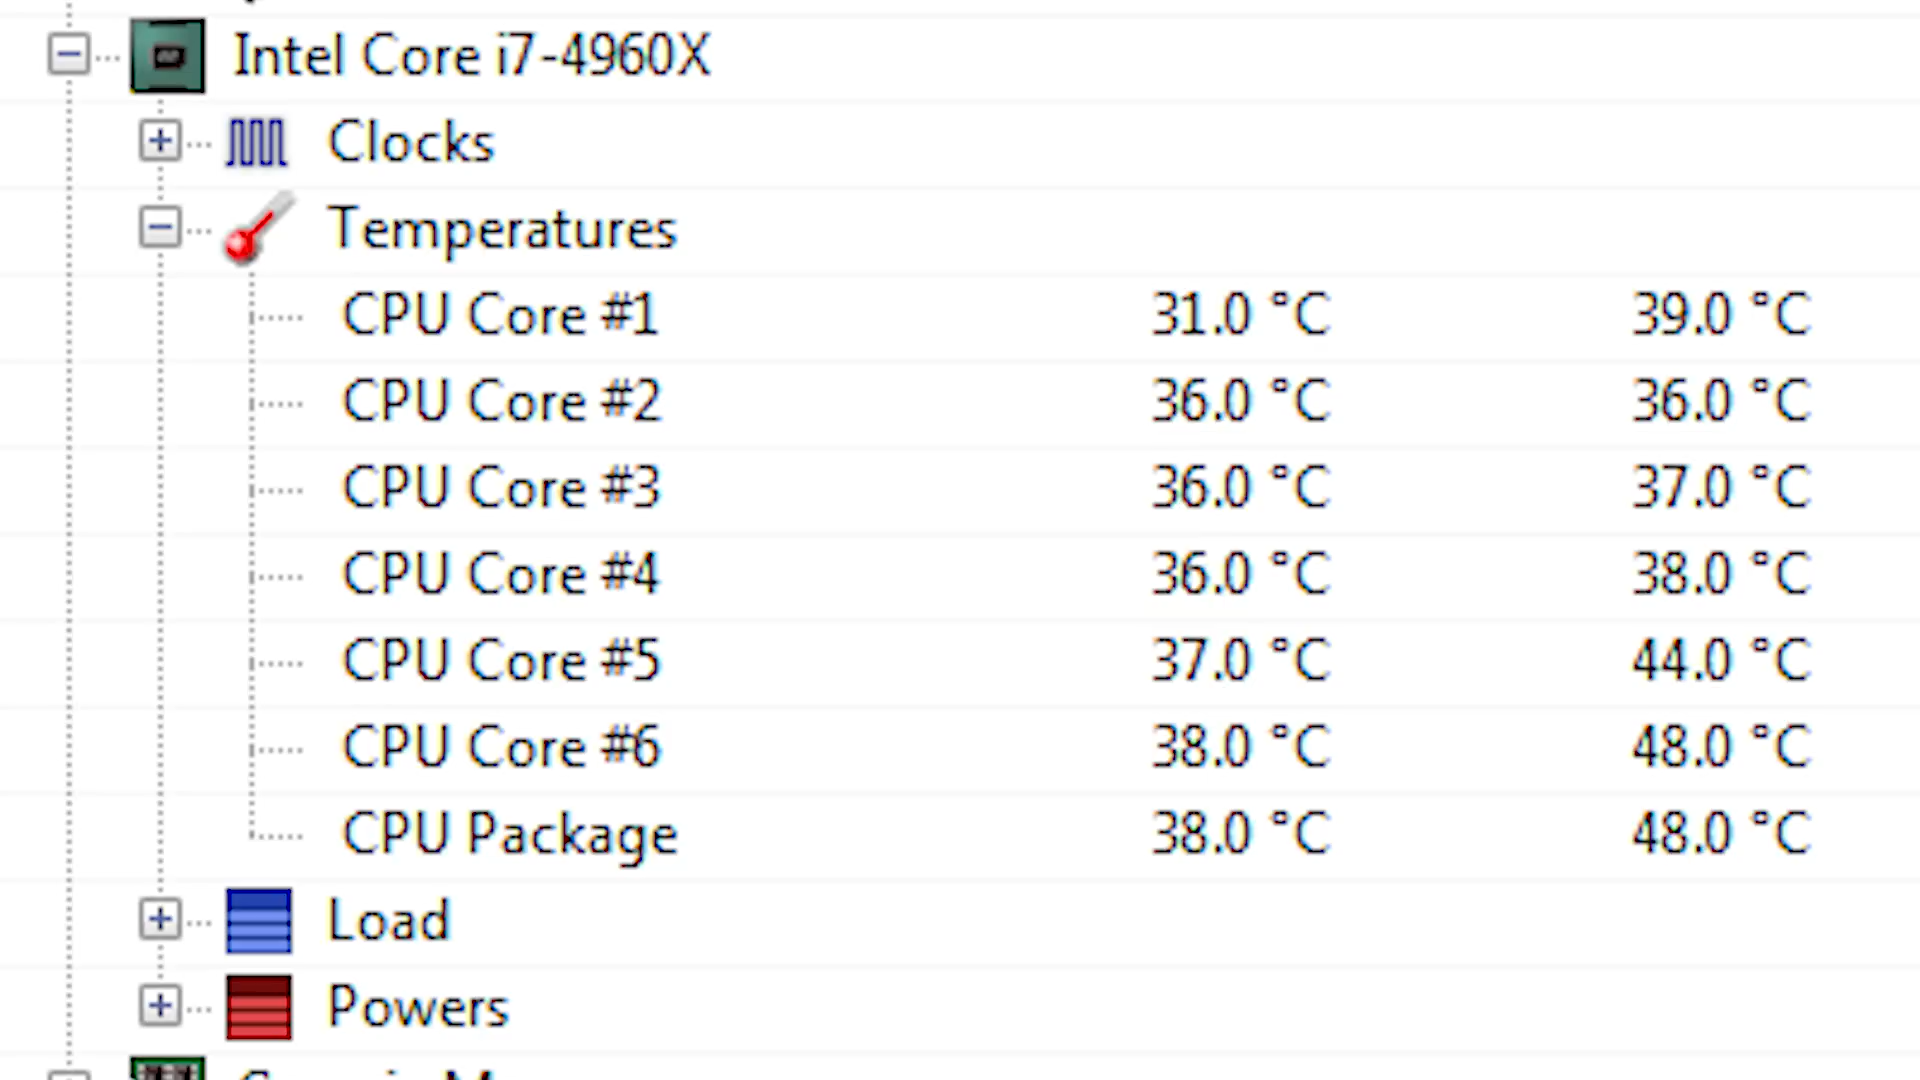 Intel Core i7-4960X
Clocks
Temperatures
CPU Core #1 31.0 °C 39.0 °C
CPU Core #2 36.0 °C 36.0 °C
CPU Core #3 36.0 °C 37.0 °C
CPU Core #4 36.0 °C 38.0 °C
CPU Core #5 37.0 °C 44.0 °C
CPU Core #6 38.0 °C 48.0 °C
CPU Package 38.0 °C 48.0 °C
Load
Powers